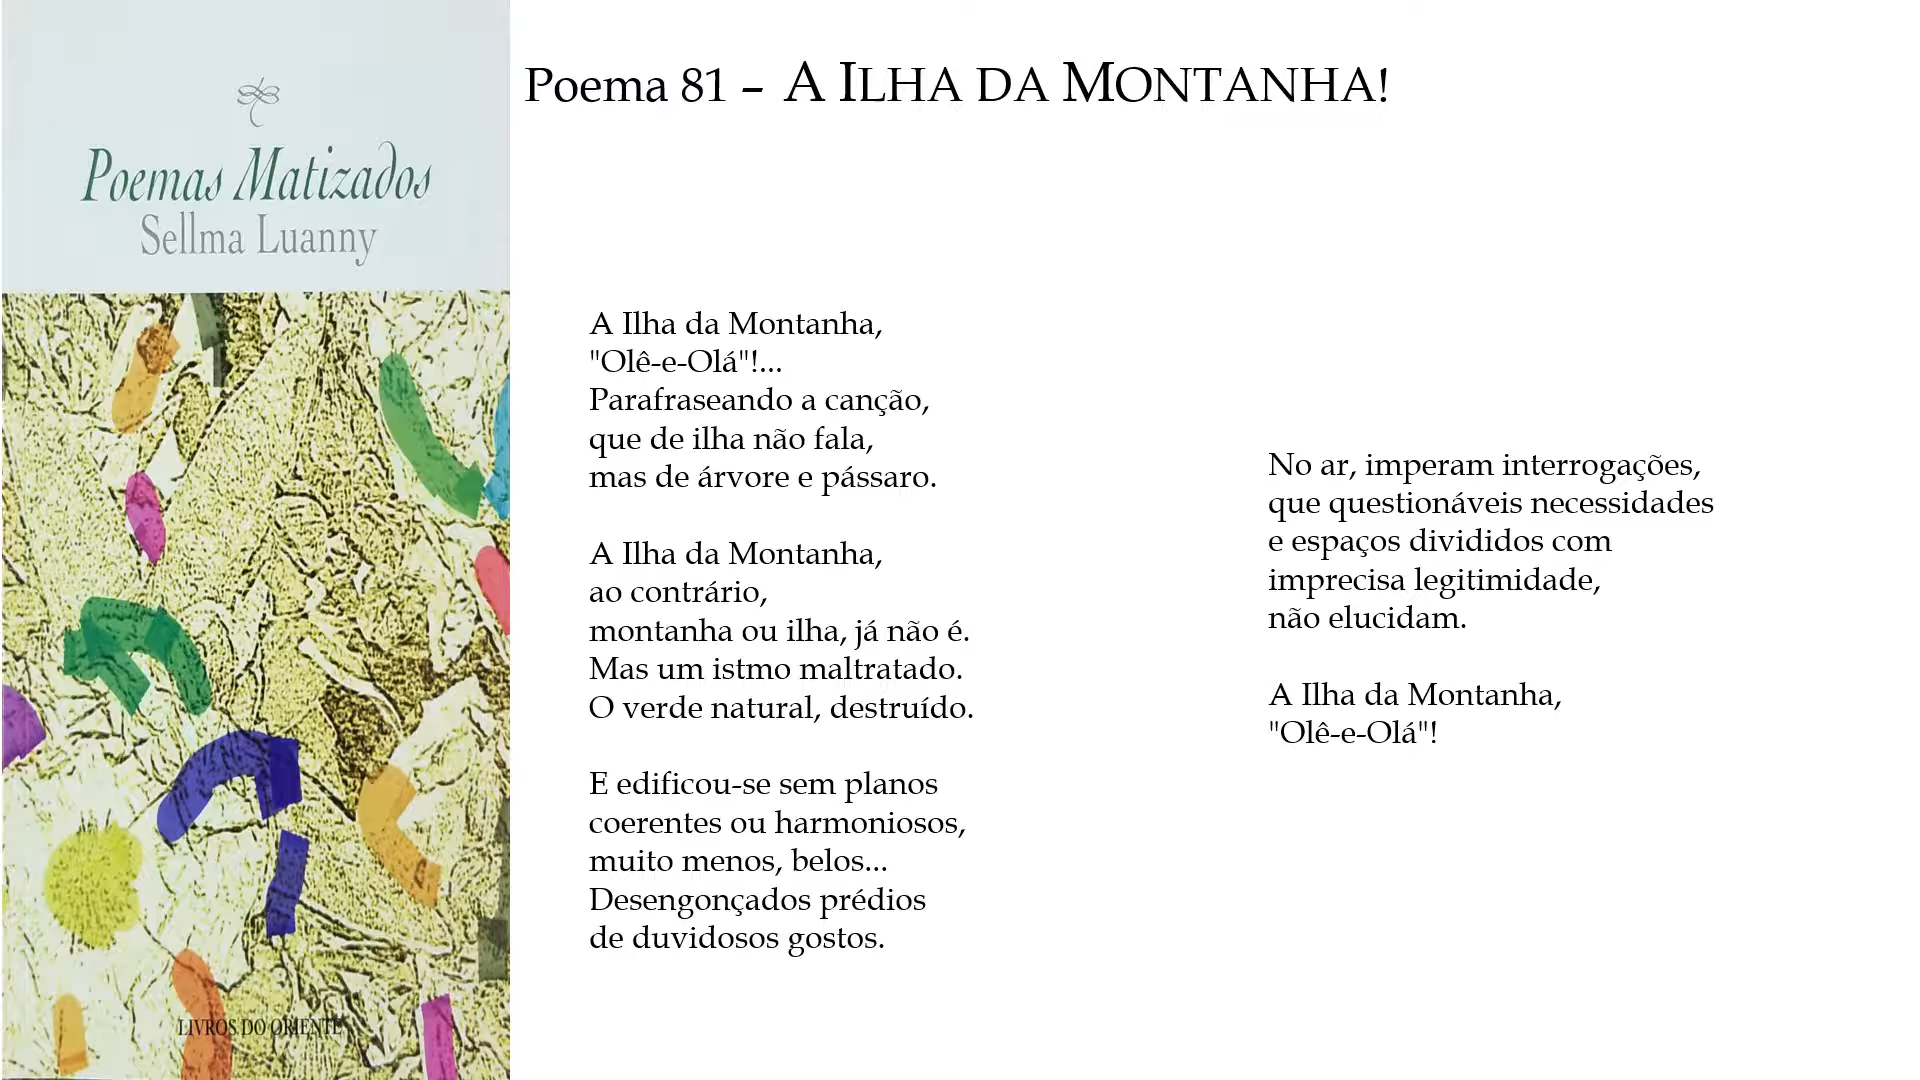 Poemas Matizados
Sellma Luanny
LIVROS DO ORIENTE
Poema 81 – A ILHA DA MONTANHA!
A Ilha da Montanha,
"Olê-e-Olá"!...
Parafraseando a canção,
que de ilha não fala,
mas de árvore e pássaro.
A Ilha da Montanha,
ao contrário,
montanha ou ilha, já não é.
Mas um istmo maltratado.
O verde natural, destruído.
E edificou-se sem planos
coerentes ou harmoniosos,
muito menos, belos...
Desengonçados prédios
de duvidosos gostos.
No ar, imperam interrogações,
que questionáveis necessidades
e espaços divididos com
imprecisa legitimidade,
não elucidam.
A Ilha da Montanha,
"Olê-e-Olá"!